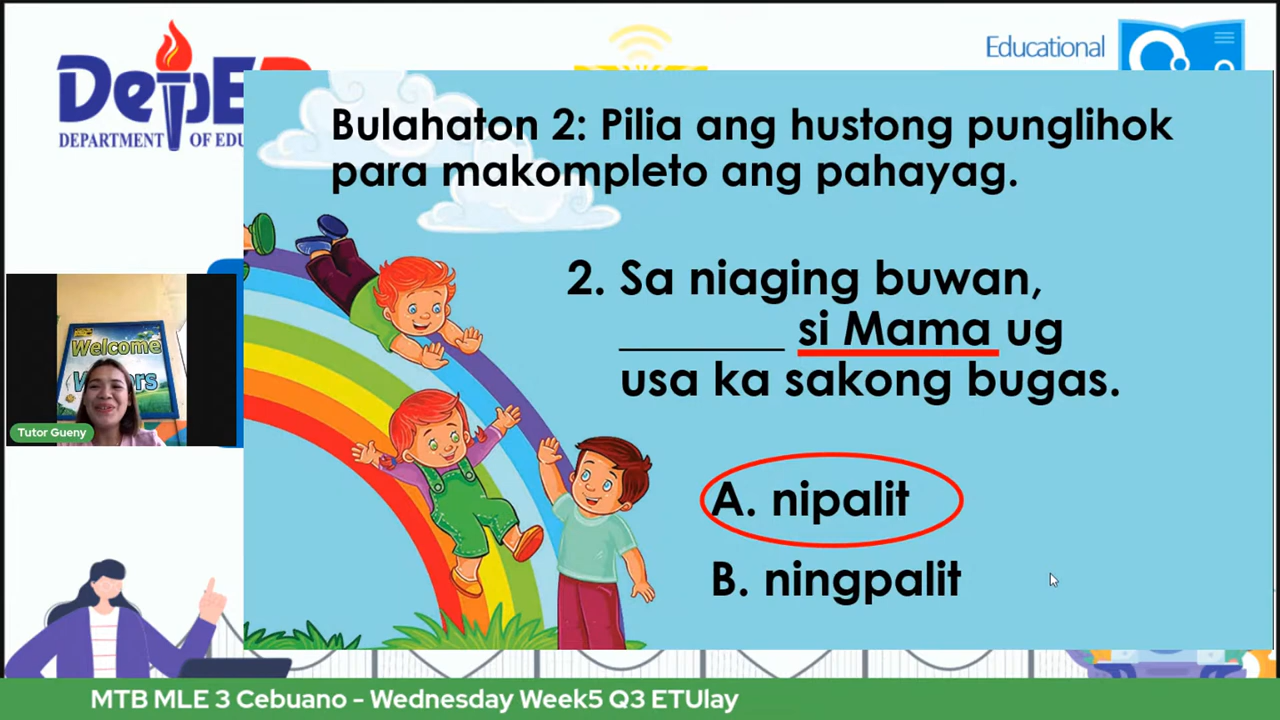 DepE
DEPARTMENT OF EDU
Educational
Bulahaton 2: Pilia ang hustong punglihok
para makompleto ang pahayag.
2. Sa niaging buwan,
________ si Mama ug
usa ka sakong bugas.
A. nipalit
B. ningpalit
Welcome
Tutor Gueny
MTB MLE 3 Cebuano - Wednesday Week5 Q3 ETUlay